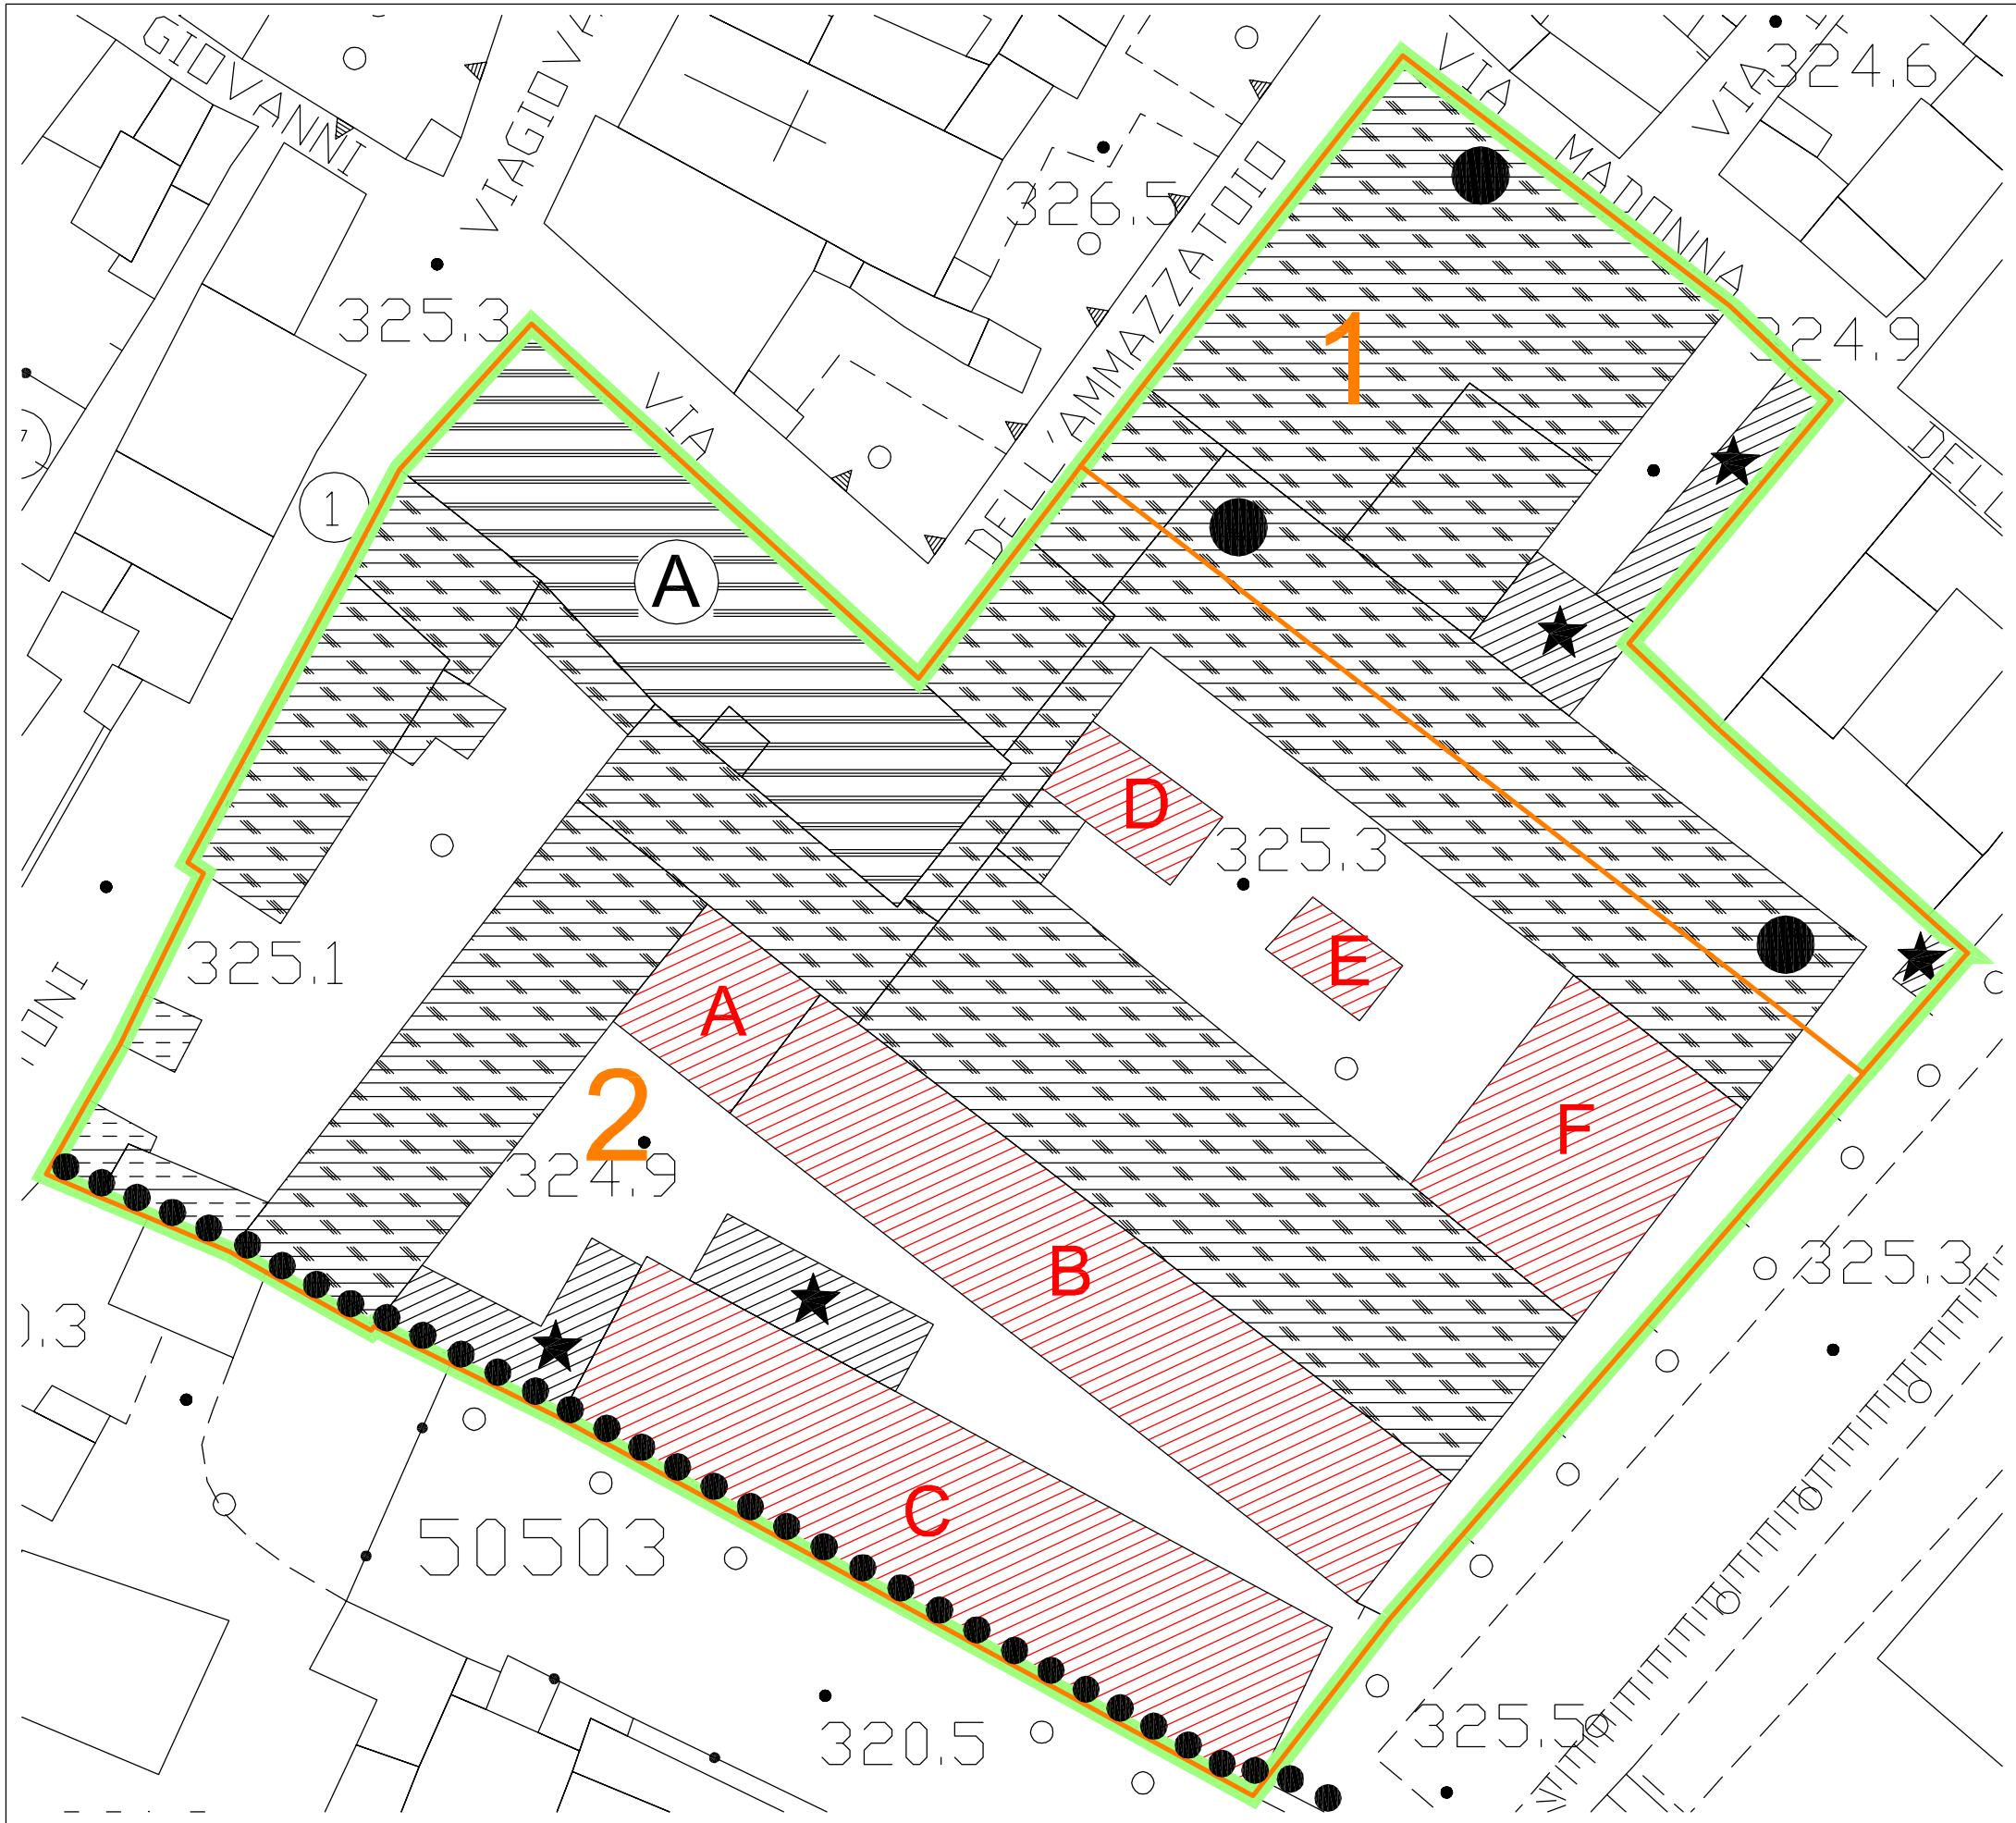 GIOVANNI
VIA GIOVA
VIA
VIA
324.6
MADONNA
326.5
325.3
1
324.9
DELL'AMMAZZATOIO
VIA
DELL
1
A
D
325.3
E
325.1
A
2
324.9
F
B
325.3
C
50503
320.5
325.5